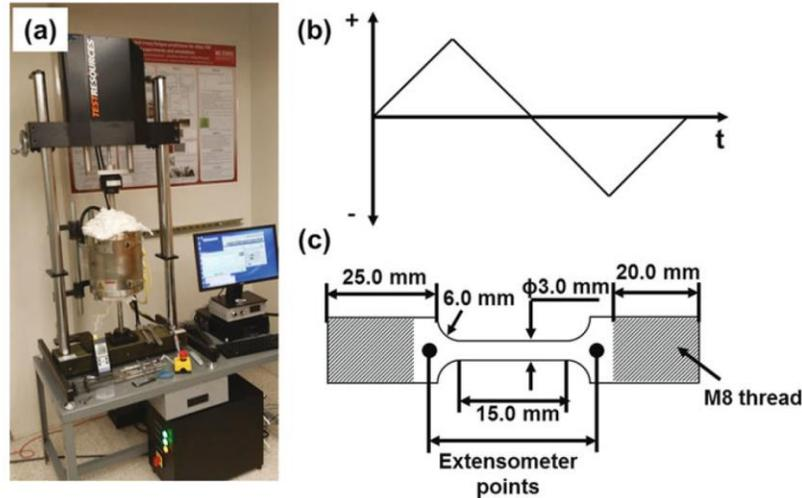 (a)
TESTRESOURCES
(b)
+
t
-
(c)
25.0 mm
6.0 mm
ϕ3.0 mm
20.0 mm
15.0 mm
M8 thread
Extensometer
points